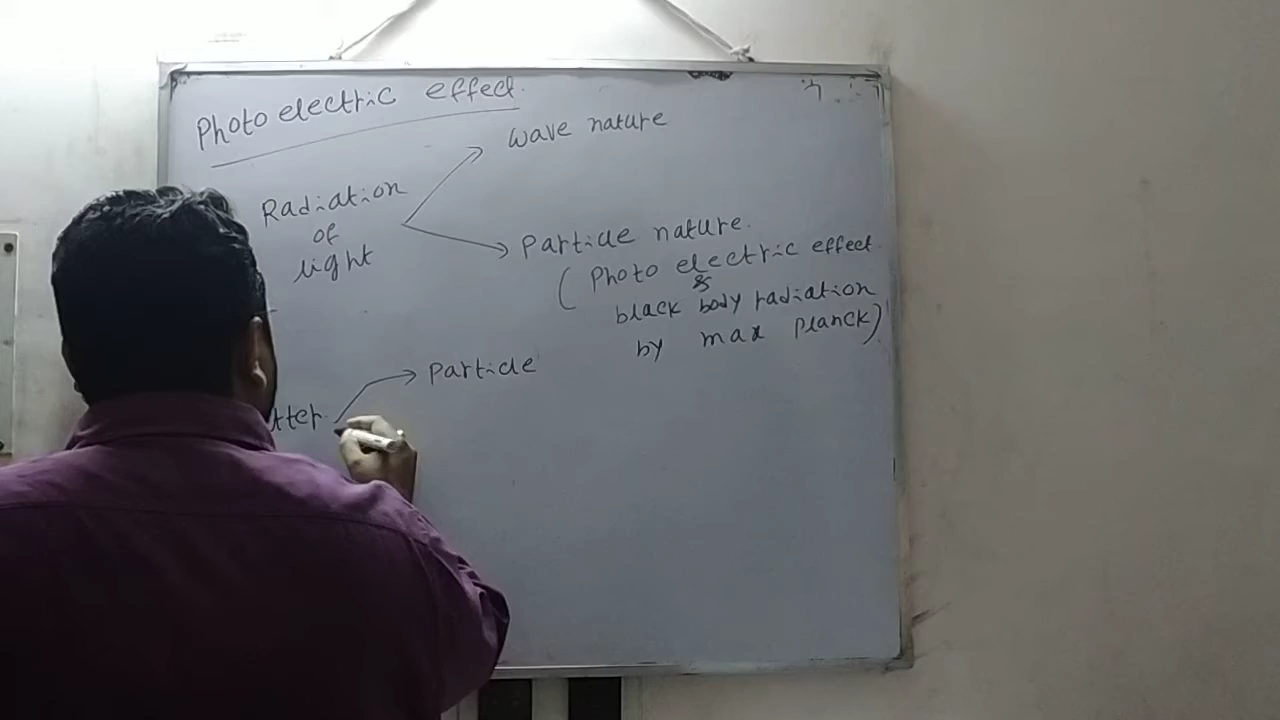 Photo electric effect.
wave nature
Radiation
of
light
Particle nature.
( Photo electric effect
&
black body radiation
by max Planck)
Particle
tter